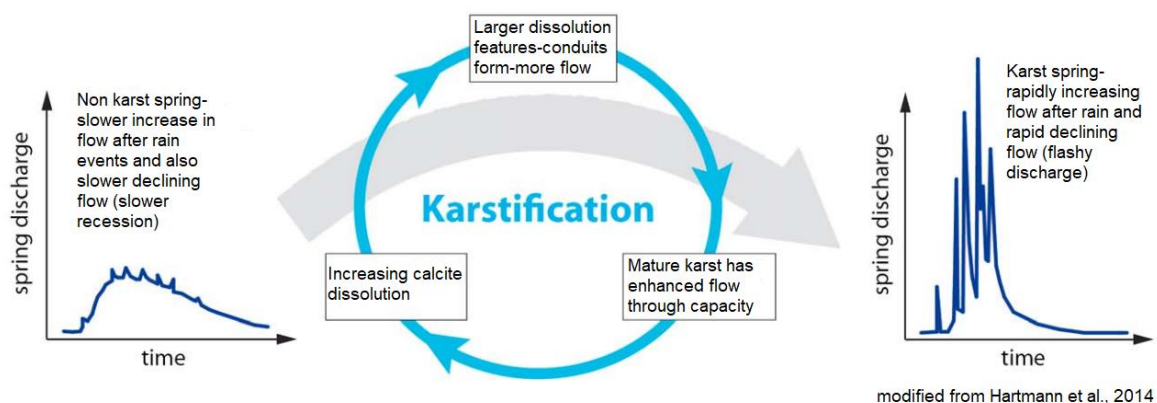 Non karst spring-
slower increase in
flow after rain
events and also
slower declining
flow (slower
recession)
spring discharge
time
Larger dissolution
features-conduits
form-more flow
Karstification
Increasing calcite
dissolution
Mature karst has
enhanced flow
through capacity
Karst spring-
rapidly increasing
flow after rain and
rapid declining
flow (flashy
discharge)
spring discharge
time
modified from Hartmann et al., 2014